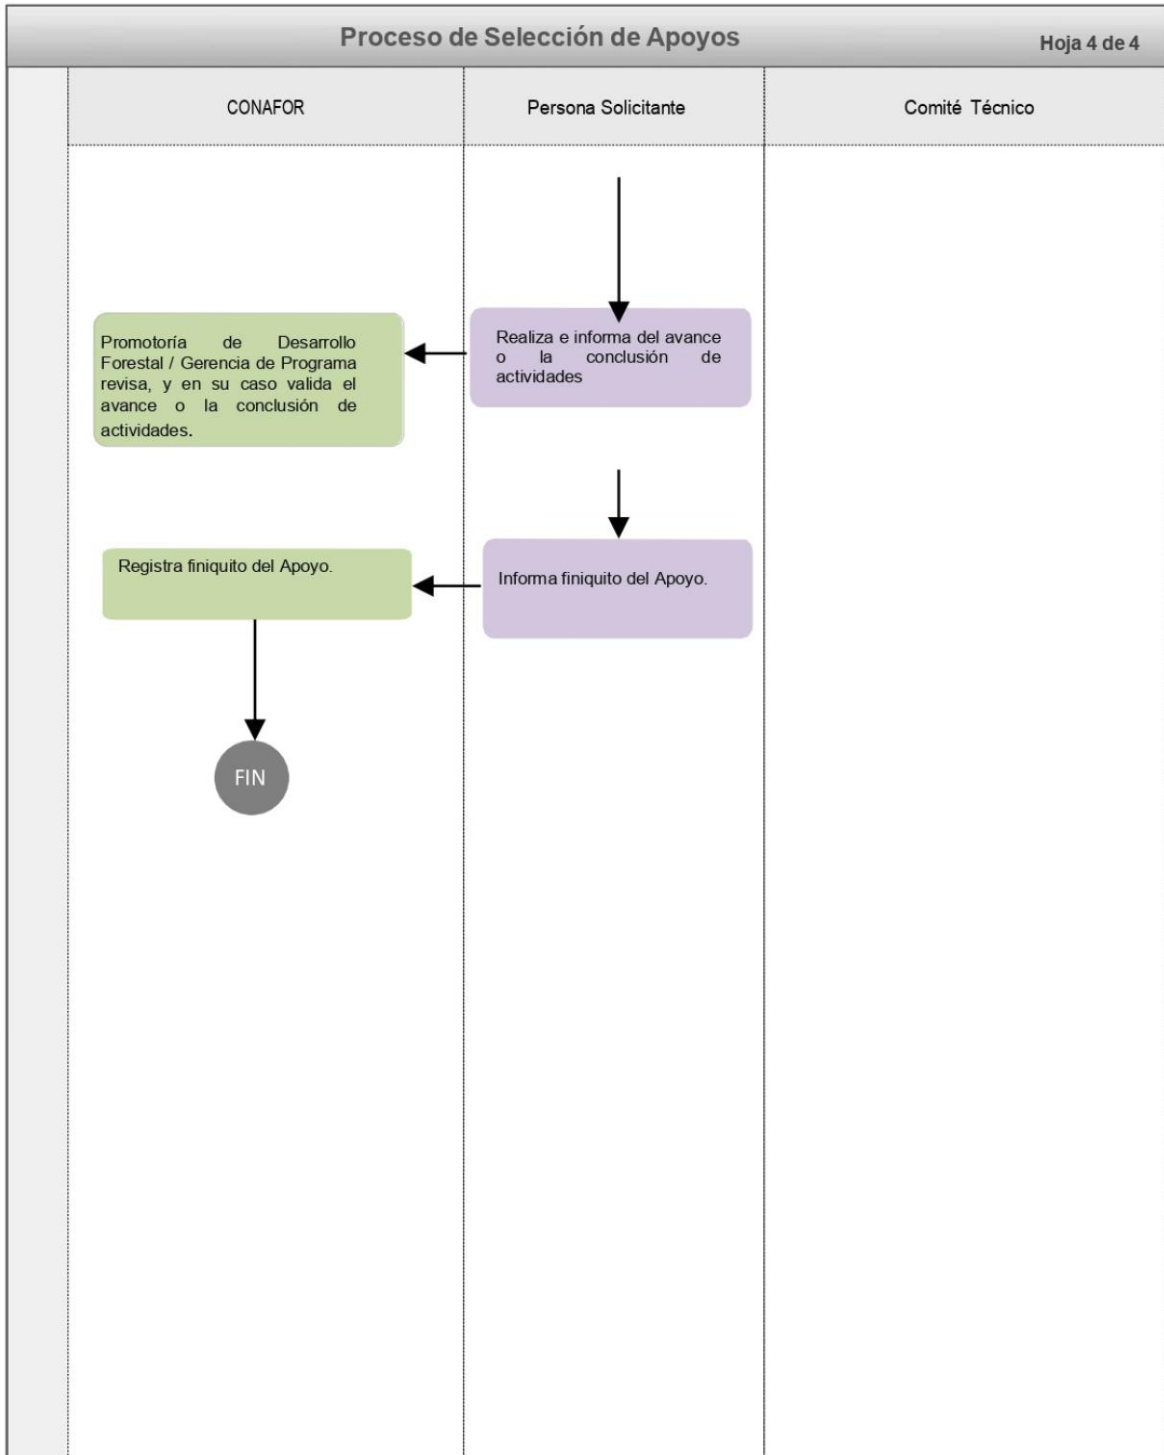 Proceso de Selección de Apoyos
Hoja 4 de 4
CONAFOR
Persona Solicitante
Comité Técnico
Realiza e informa del avance
o la conclusión de
actividades
Promotoría de Desarrollo
Forestal / Gerencia de Programa
revisa, y en su caso valida el
avance o la conclusión de
actividades.
Informa finiquito del Apoyo.
Registra finiquito del Apoyo.
FIN